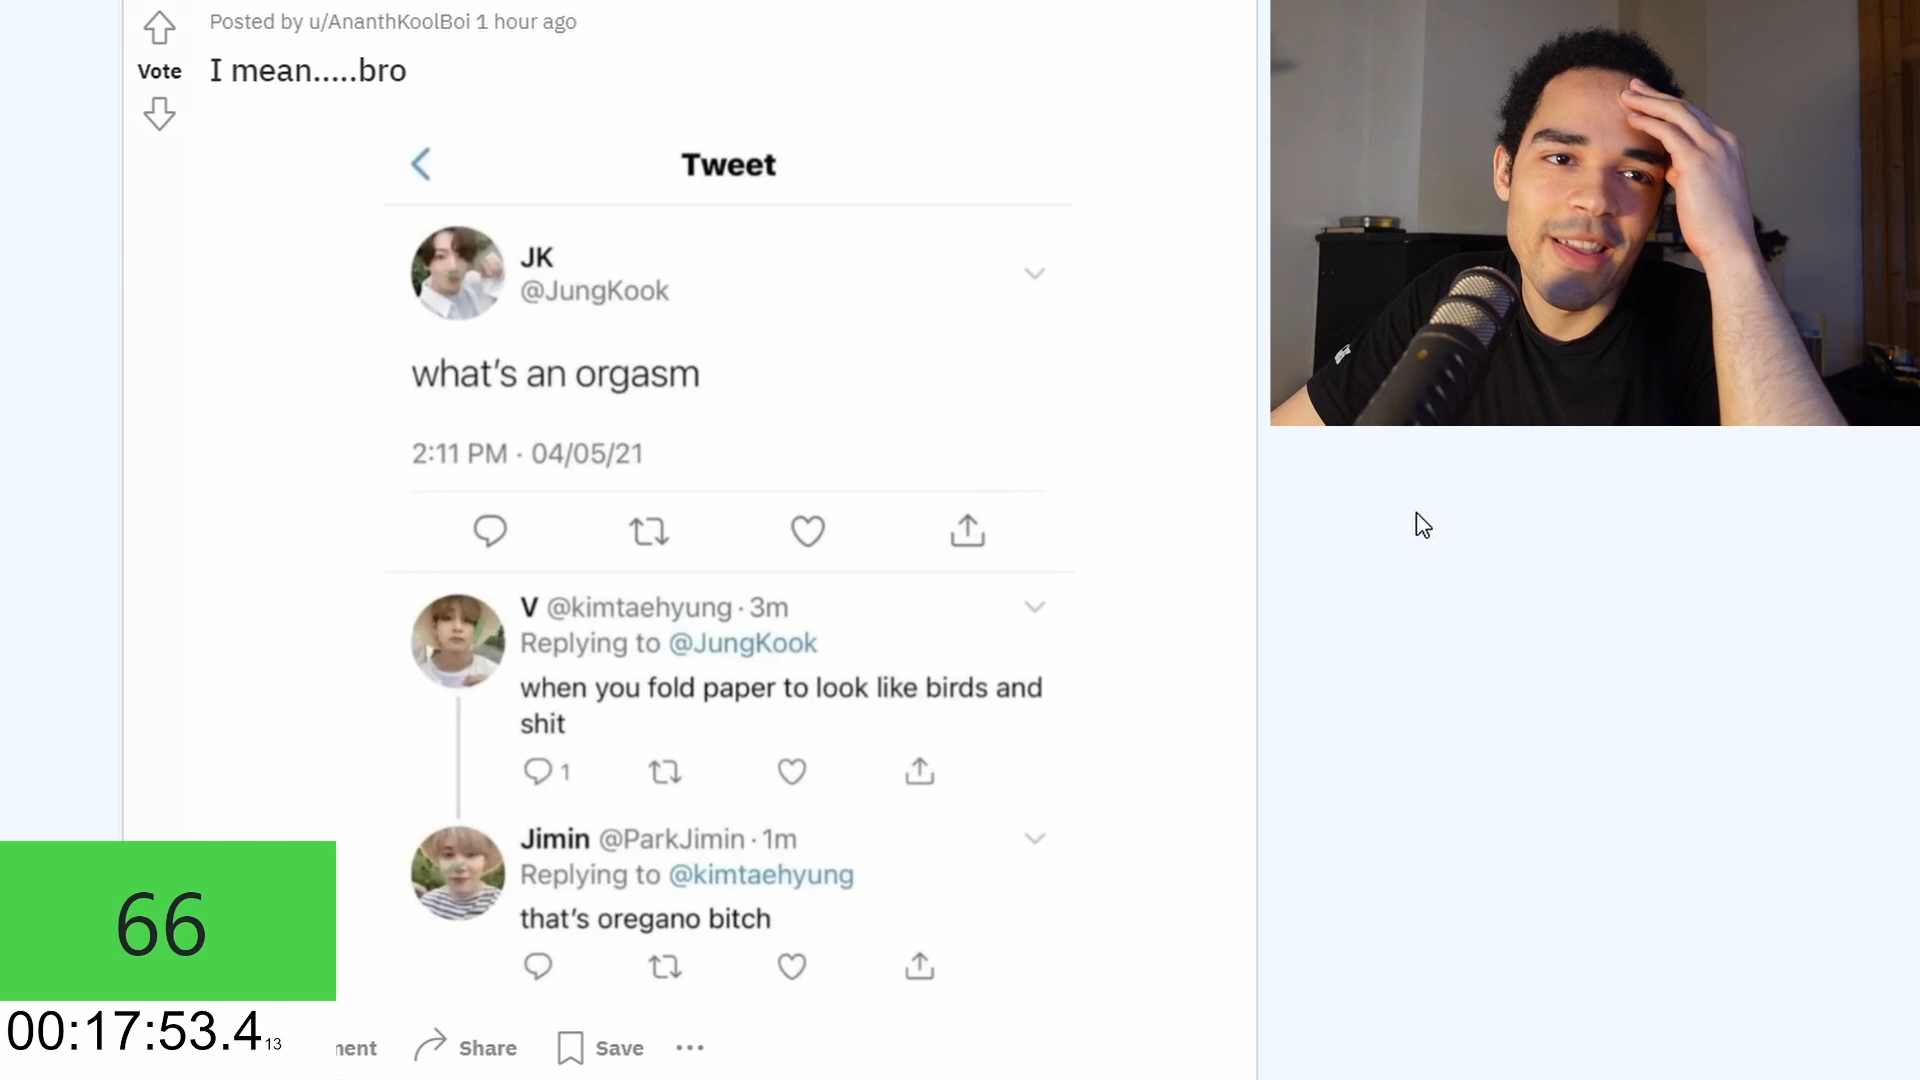 Posted by u/AnanthKoolBoi 1 hour ago
Vote
I mean.....bro
Tweet
JK
@JungKook
what's an orgasm
2:11 PM · 04/05/21
V @kimtaehyung · 3m
Replying to @JungKook
when you fold paper to look like birds and
shit
1
Jimin @ParkJimin · 1m
Replying to @kimtaehyung
that's oregano bitch
66
00:17:53.413
nent
Share
Save